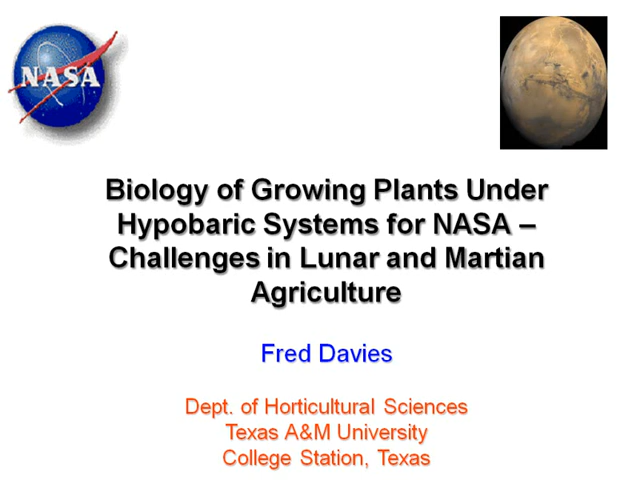 NASA
Biology of Growing Plants Under
Hypobaric Systems for NASA –
Challenges in Lunar and Martian
Agriculture
Fred Davies
Dept. of Horticultural Sciences
Texas A&M University
College Station, Texas